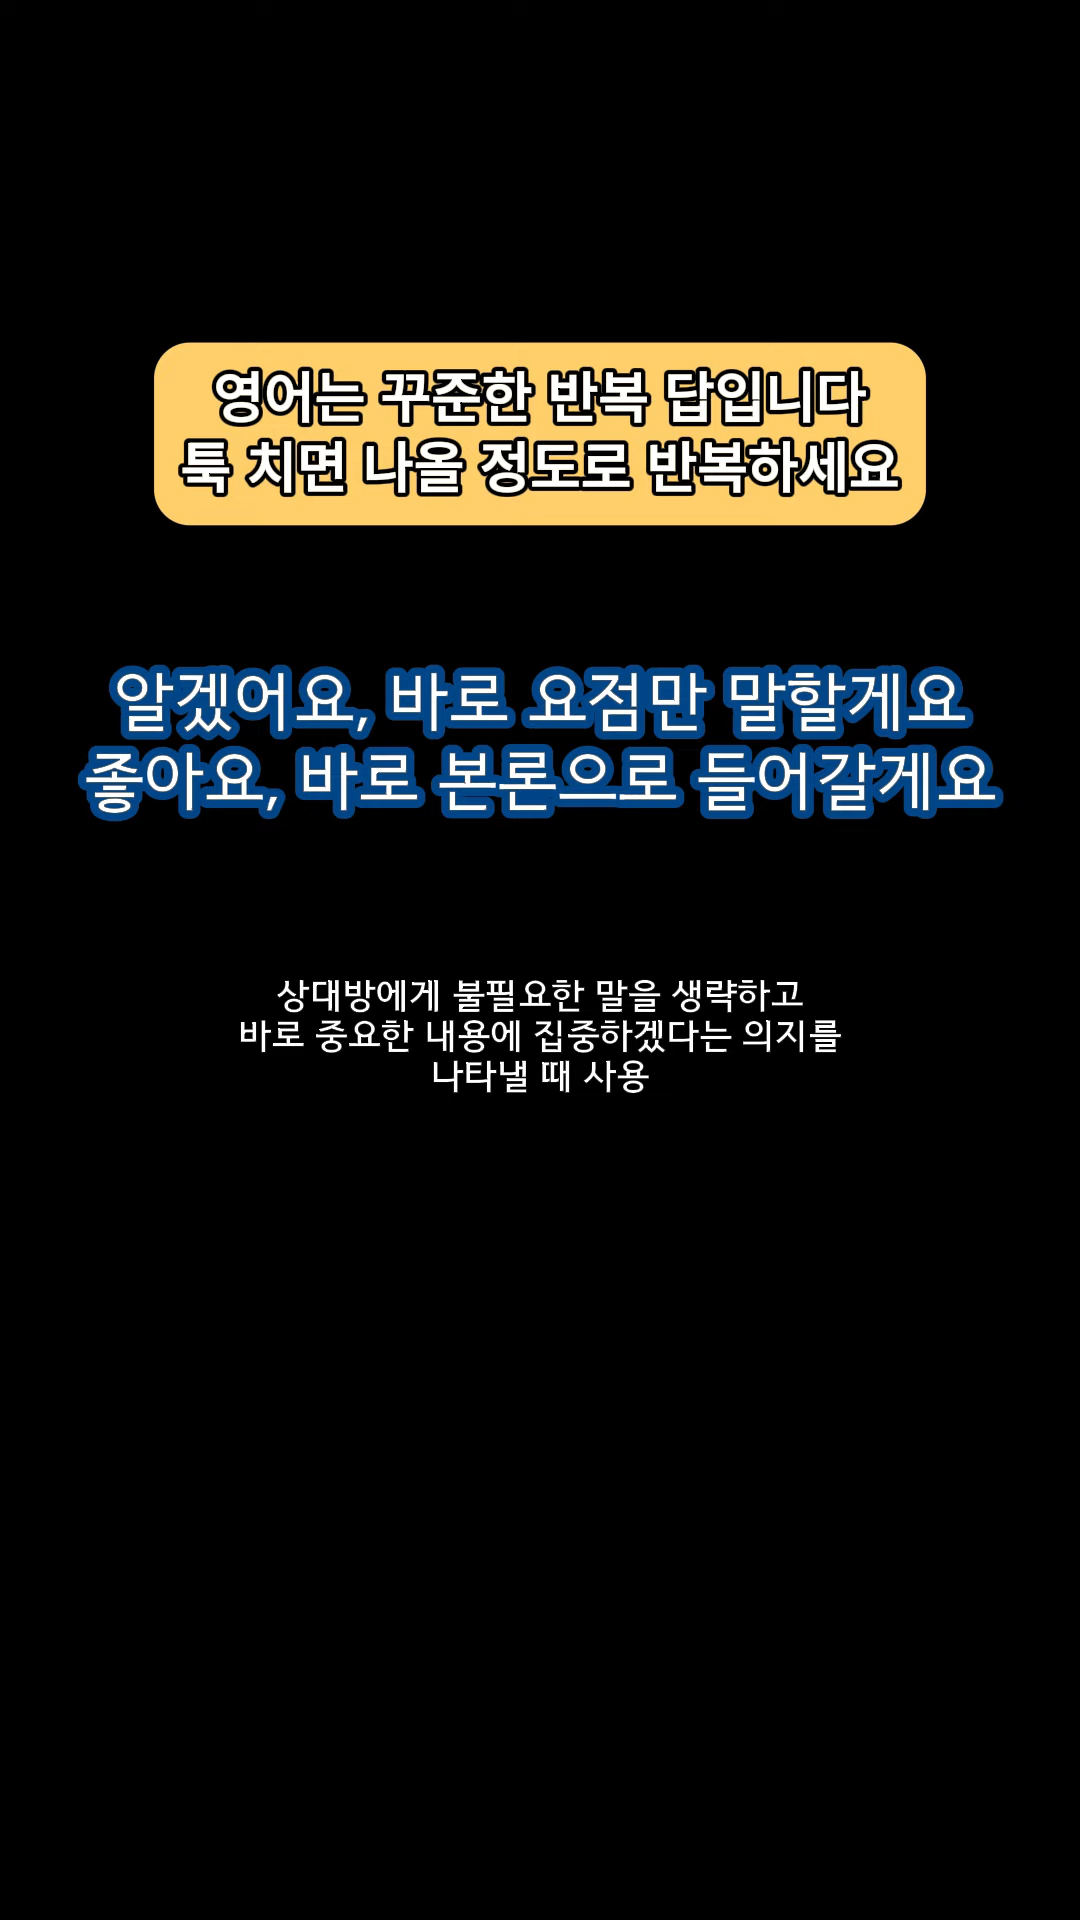 영어는 꾸준한 반복 답입니다
툭 치면 나올 정도로 반복하세요
알겠어요, 바로 요점만 말할게요
좋아요, 바로 본론으로 들어갈게요
상대방에게 불필요한 말을 생략하고
바로 중요한 내용에 집중하겠다는 의지를
나타낼 때 사용